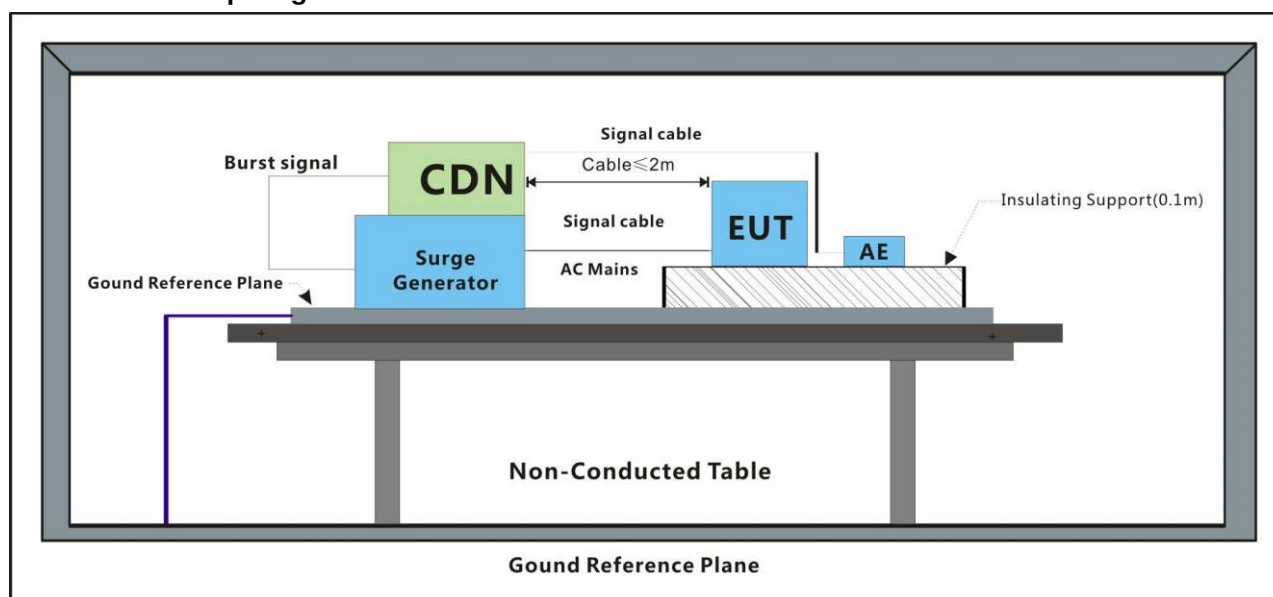 Signal cable
Burst signal
CDN
Cable≤2m
EUT
Insulating Support(0.1m)
Signal cable
Surge
Generator
AC Mains
AE
Gound Reference Plane
Non-Conducted Table
Gound Reference Plane